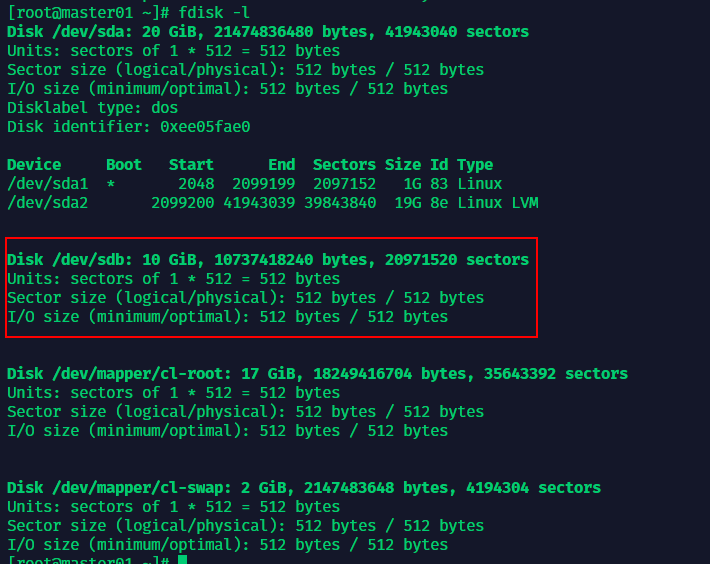 [root@master01 ~]# fdisk -l
Disk /dev/sda: 20 GiB, 21474836480 bytes, 41943040 sectors
Units: sectors of 1 * 512 = 512 bytes
Sector size (logical/physical): 512 bytes / 512 bytes
I/O size (minimum/optimal): 512 bytes / 512 bytes
Disklabel type: dos
Disk identifier: 0xee05fae0
Device     Boot   Start      End  Sectors Size Id Type
/dev/sda1  *       2048  2099199  2097152   1G 83 Linux
/dev/sda2       2099200 41943039 39843840  19G 8e Linux LVM
Disk /dev/sdb: 10 GiB, 10737418240 bytes, 20971520 sectors
Units: sectors of 1 * 512 = 512 bytes
Sector size (logical/physical): 512 bytes / 512 bytes
I/O size (minimum/optimal): 512 bytes / 512 bytes
Disk /dev/mapper/cl-root: 17 GiB, 18249416704 bytes, 35643392 sectors
Units: sectors of 1 * 512 = 512 bytes
Sector size (logical/physical): 512 bytes / 512 bytes
I/O size (minimum/optimal): 512 bytes / 512 bytes
Disk /dev/mapper/cl-swap: 2 GiB, 2147483648 bytes, 4194304 sectors
Units: sectors of 1 * 512 = 512 bytes
Sector size (logical/physical): 512 bytes / 512 bytes
I/O size (minimum/optimal): 512 bytes / 512 bytes
[root@master01 ~]#